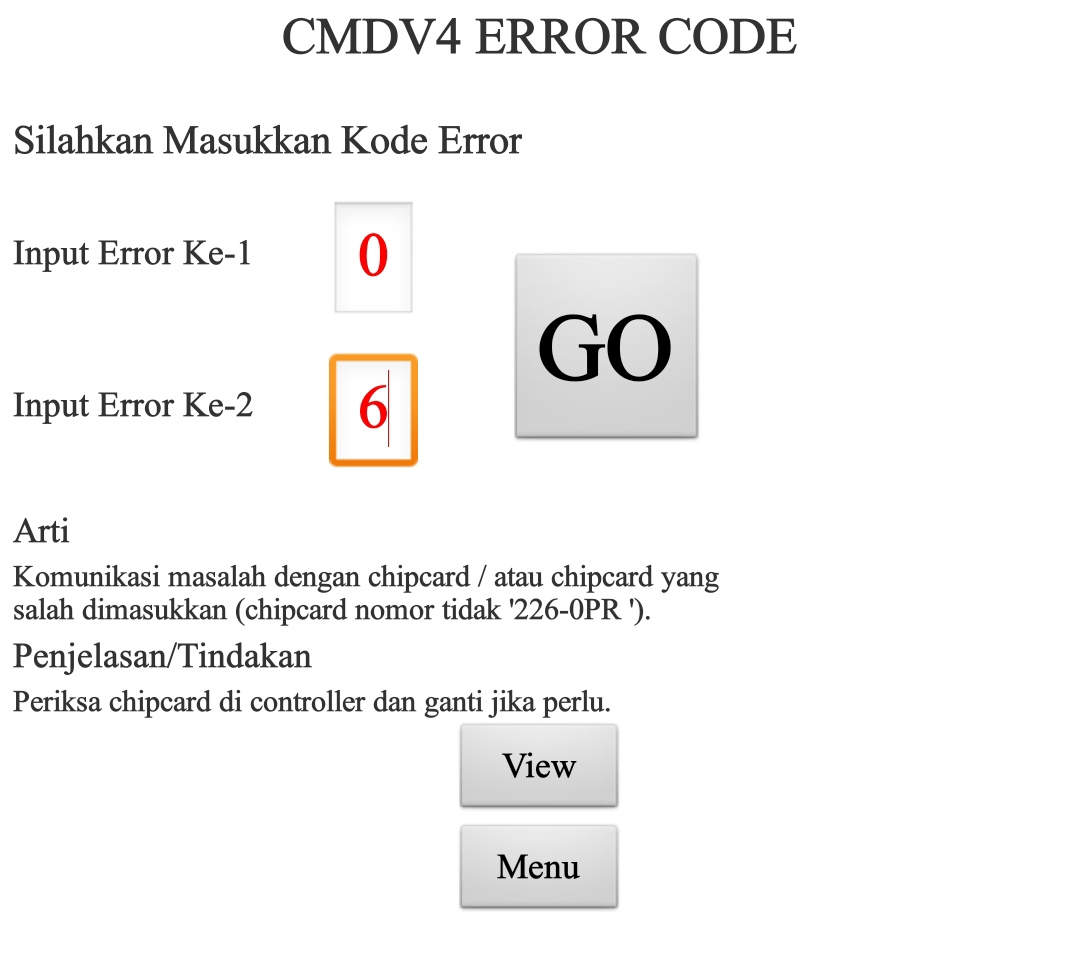 CMDV4 ERROR CODE
Silahkan Masukkan Kode Error
Input Error Ke-1
0
GO
Input Error Ke-2
6
Arti
Komunikasi masalah dengan chipcard / atau chipcard yang
salah dimasukkan (chipcard nomor tidak '226-0PR ').
Penjelasan/Tindakan
Periksa chipcard di controller dan ganti jika perlu.
View
Menu